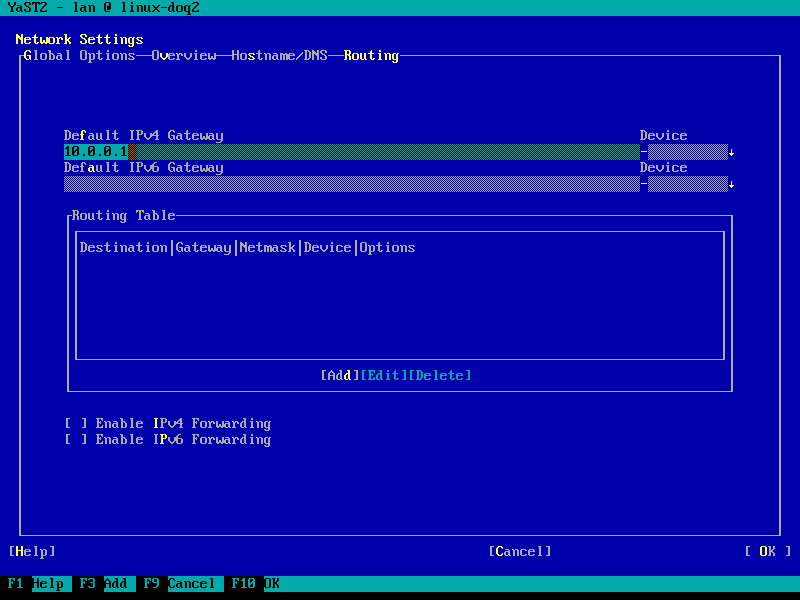 YaST2 - lan @ linux-doq2
Network Settings
Global Options Overview Hostname/DNS Routing
Default IPv4 Gateway Device
10.0.0.1 -
Default IPv6 Gateway Device
-
Routing Table
Destination|Gateway|Netmask|Device|Options
[Add][Edit][Delete]
[ ] Enable IPv4 Forwarding
[ ] Enable IPv6 Forwarding
[Help] [Cancel] [ OK ]
F1 Help F3 Add F9 Cancel F10 OK